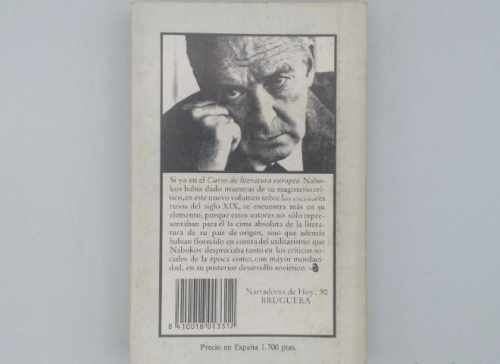 Si ya en el Curso de literatura europea Nabo-
kov había dado muestras de su magisterio crí-
tico, en este nuevo volumen sobre los escritores
rusos del siglo XIX, se encuentra más en su
elemento, porque estos autores no sólo repre-
sentaban para él la cima absoluta de la litera-
tura de su país de origen, sino que además
habían florecido en contra del utilitarismo que
Nabokov despreciaba tanto en los críticos so-
ciales de la época como, con mayor mordaci-
dad, en su posterior desarrollo soviético.
Narradores de Hoy, 90
BRUGUERA
8 410018 013312
Precio en España 1.700 ptas.